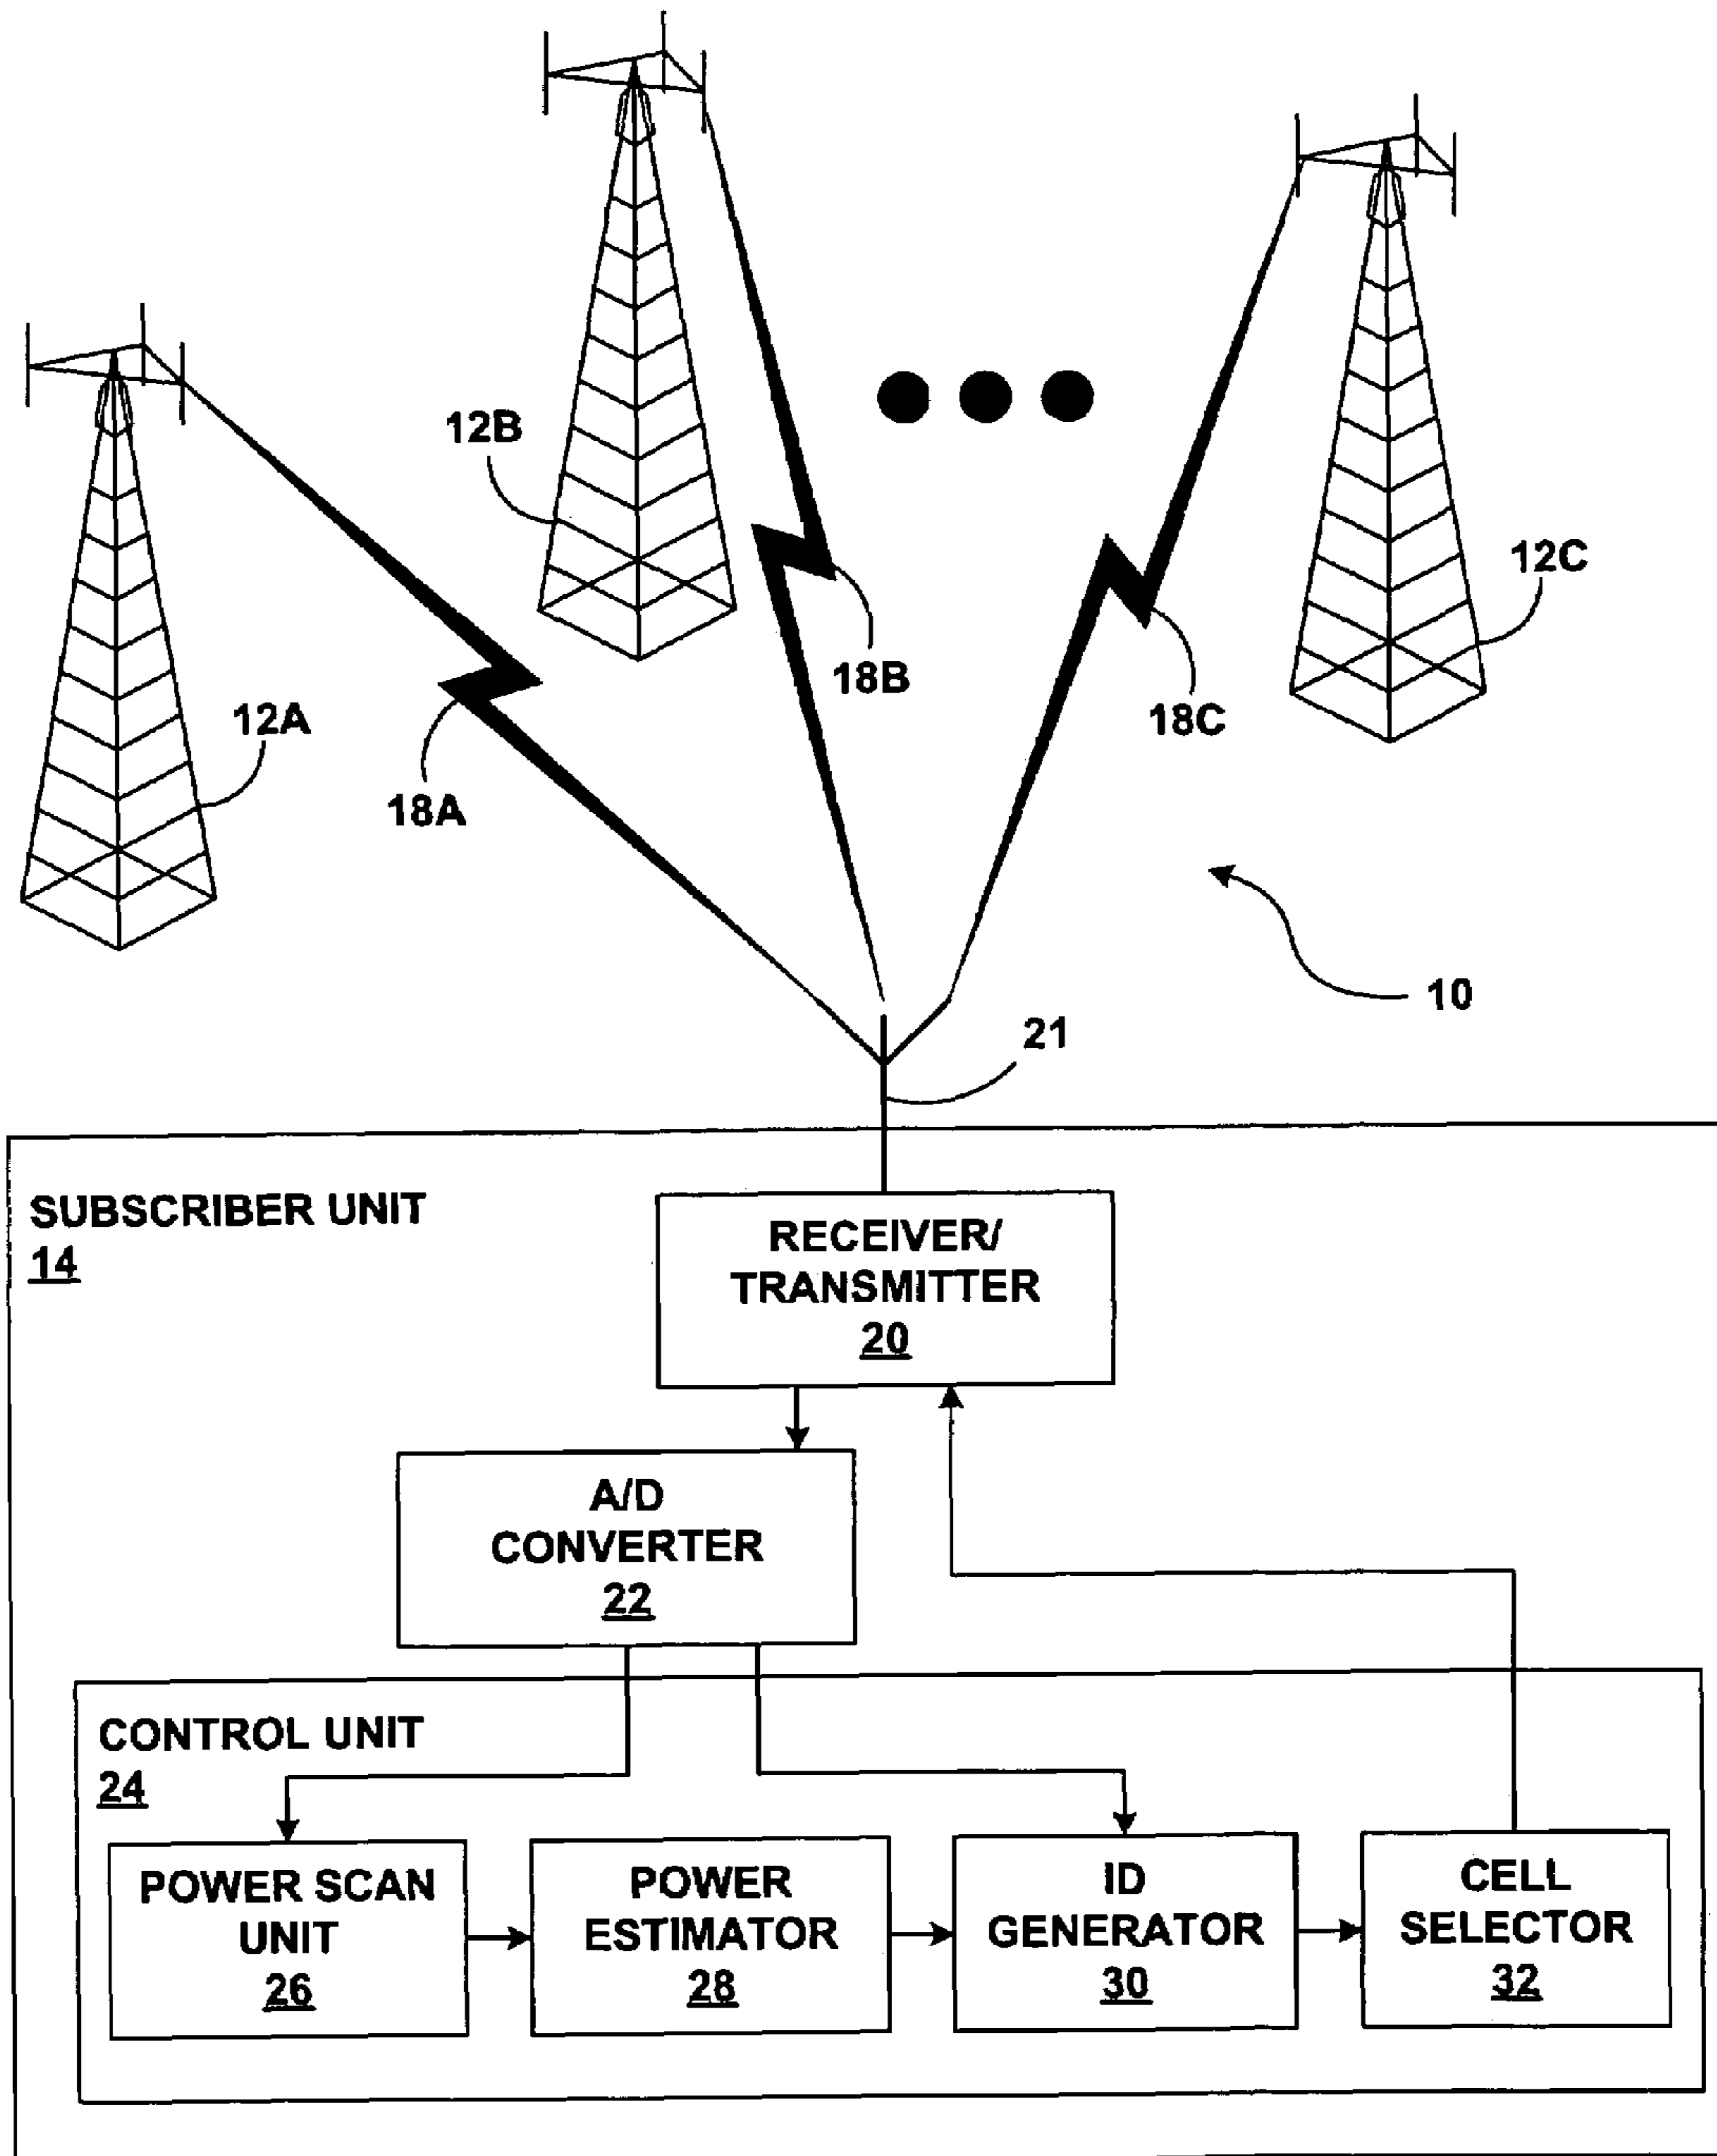 12B
12C
12A
18B
18C
18A
10
21
SUBSCRIBER UNIT
14
RECEIVER/
TRANSMITTER
20
A/D
CONVERTER
22
CONTROL UNIT
24
POWER SCAN
UNIT
26
POWER
ESTIMATOR
28
ID
GENERATOR
30
CELL
SELECTOR
32